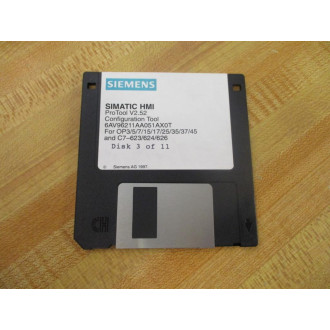 SIEMENS
SIMATIC HMI
ProTool V2.52
Configuration Tool
6AV96211AA051AX0T
For OP3/5/7/15/17/25/35/37/45
and C7-623/624/626
Disk 3 of 11
© Siemens AG 1997